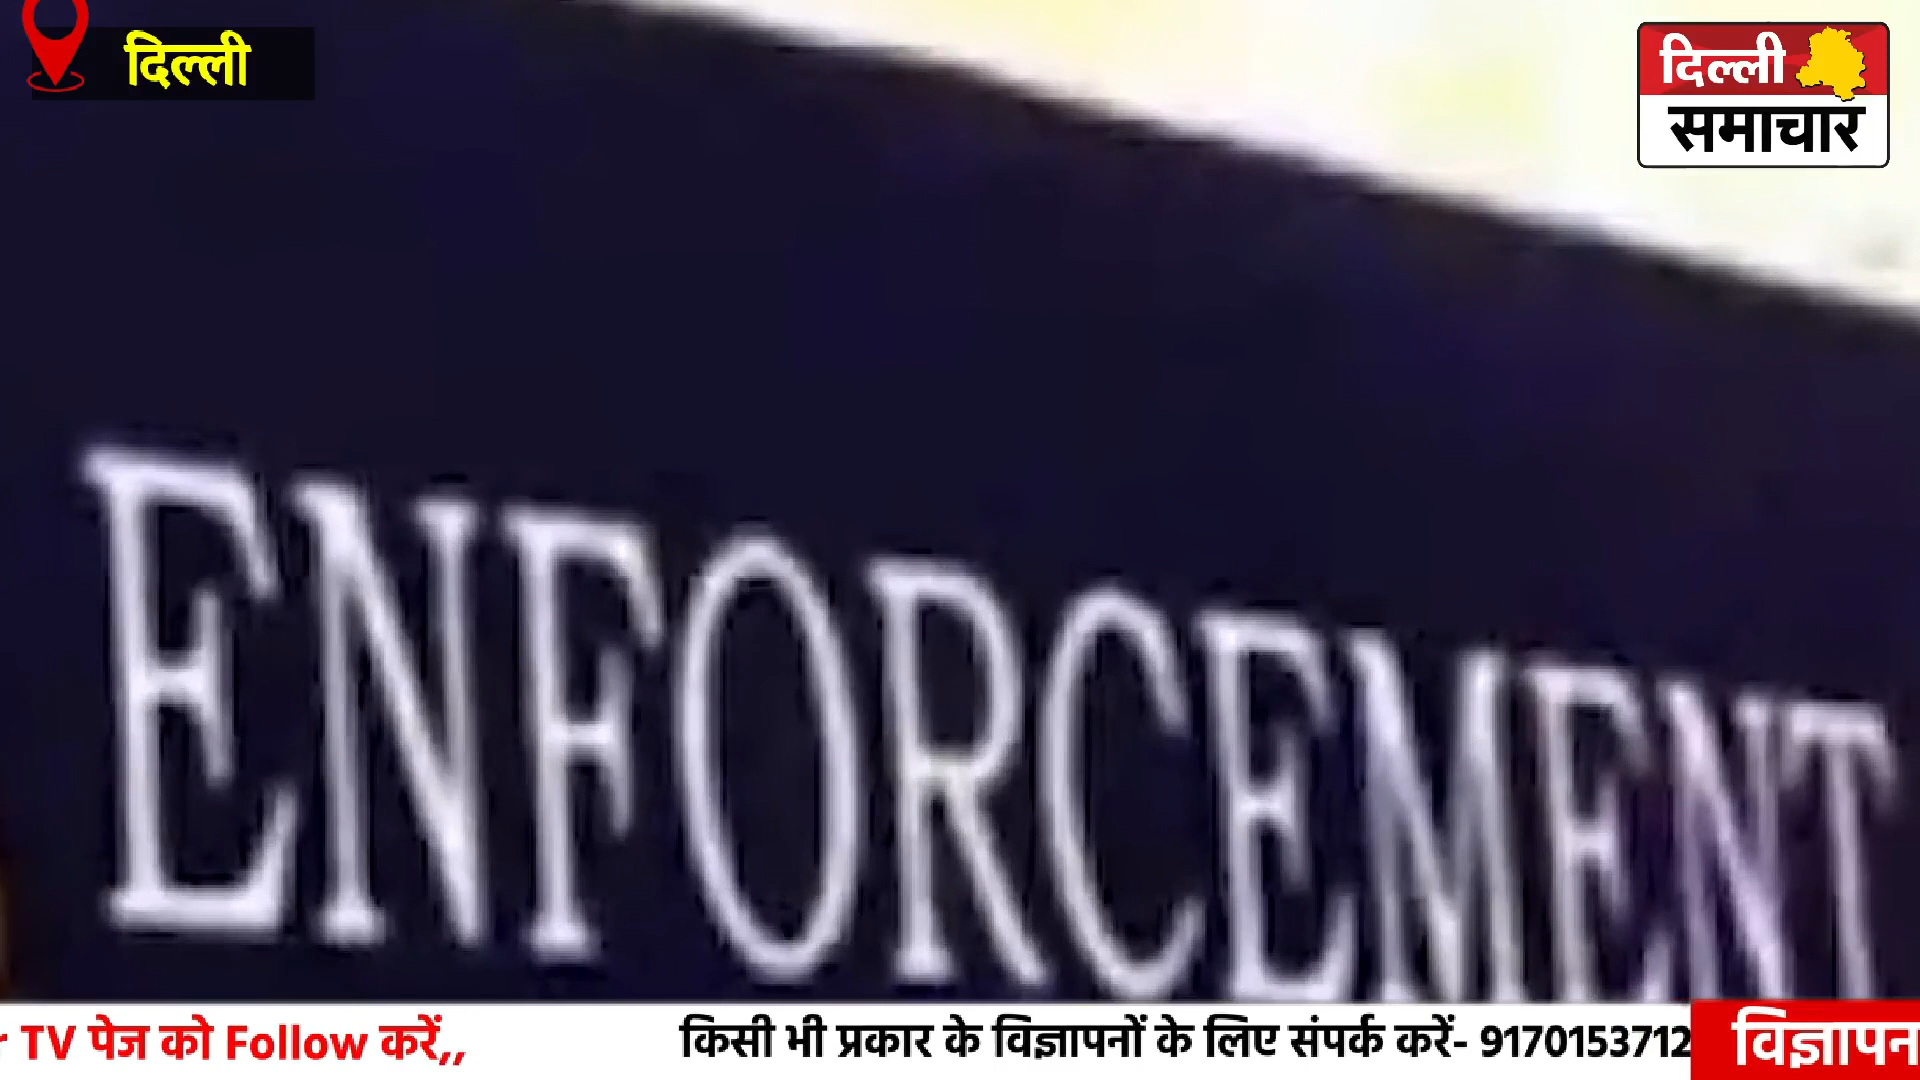 दिल्ली
दिल्ली
समाचार
ENFORCEMENT
TV पेज को Follow करें,,
किसी भी प्रकार के विज्ञापनों के लिए संपर्क करें- 9170153712
विज्ञापन